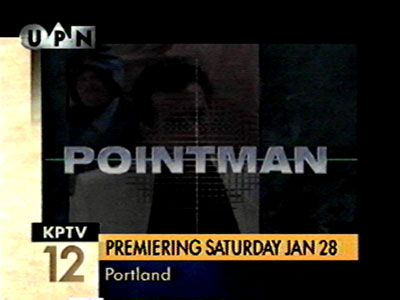 UPN
POINTMAN
KPTV
12
PREMIERING SATURDAY JAN 28
Portland